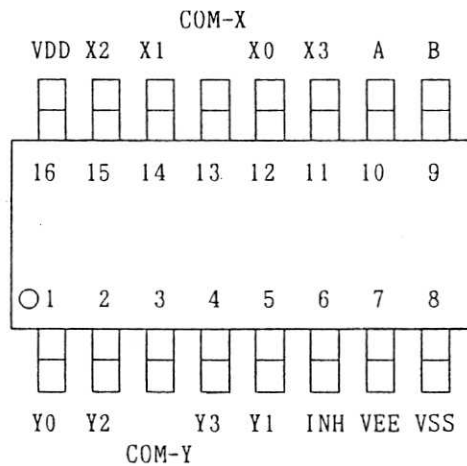 COM-X
VDD X2 X1 X0 X3 A B
16 15 14 13 12 11 10 9
1 2 3 4 5 6 7 8
Y0 Y2 Y3 Y1 INH VEE VSS
COM-Y